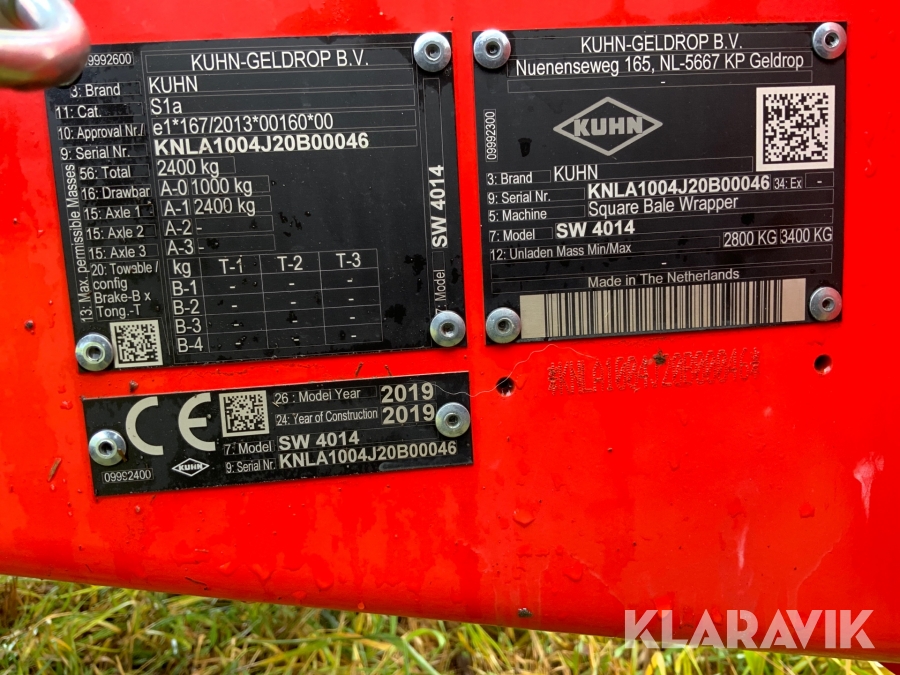 09992600
KUHN-GELDROP B.V.
3: Brand KUHN
11: Cat. S1a
10: Approval Nr. e1*167/2013*00160*00
9: Serial Nr. KNLA1004J20B00046
13: Max. permissible Masses
56: Total 2400 kg
16: Drawbar A-0 1000 kg
15: Axle 1 A-1 2400 kg
15: Axle 2 A-2 -
15: Axle 3 A-3 -
20: Towable / config
Brake-B x
Tong.-T
kg T-1 T-2 T-3
B-1 - - -
B-2 - - -
B-3 - - -
B-4 - - -
7: Model SW 4014
KUHN-GELDROP B.V.
Nuenenseweg 165, NL-5667 KP Geldrop
09992300
KUHN
3: Brand KUHN
9: Serial Nr. KNLA1004J20B00046 34: Ex -
5: Machine Square Bale Wrapper
7: Model SW 4014
12: Unladen Mass Min/Max 2800 KG 3400 KG
-
Made in The Netherlands
*KNLA1004J20B00046*
CE
KUHN
09992400
26: Model Year 2019
24: Year of Construction 2019
7: Model SW 4014
9: Serial Nr. KNLA1004J20B00046
KLARAVIK